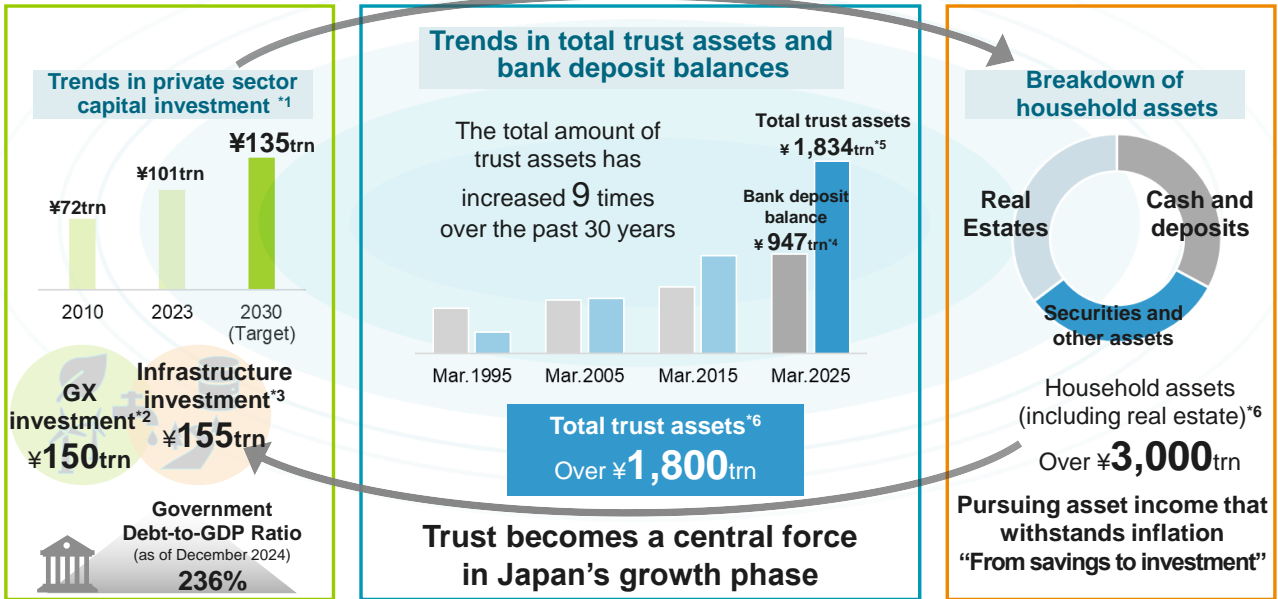 Trends in private sector
capital investment *1
¥72trn
¥101trn
¥135trn
2010
2023
2030
(Target)
GX
investment*2
¥150trn
Infrastructure
investment*3
¥155trn
Government
Debt-to-GDP Ratio
(as of December 2024)
236%
Trends in total trust assets and
bank deposit balances
The total amount of
trust assets has
increased 9 times
over the past 30 years
Total trust assets
¥ 1,834trn*5
Bank deposit
balance
¥ 947trn*4
Mar.1995
Mar.2005
Mar.2015
Mar.2025
Total trust assets*6
Over ¥1,800trn
Trust becomes a central force
in Japan’s growth phase
Breakdown of
household assets
Real
Estates
Cash and
deposits
Securities and
other assets
Household assets
(including real estate)*6
Over ¥3,000trn
Pursuing asset income that
withstands inflation
“From savings to investment”